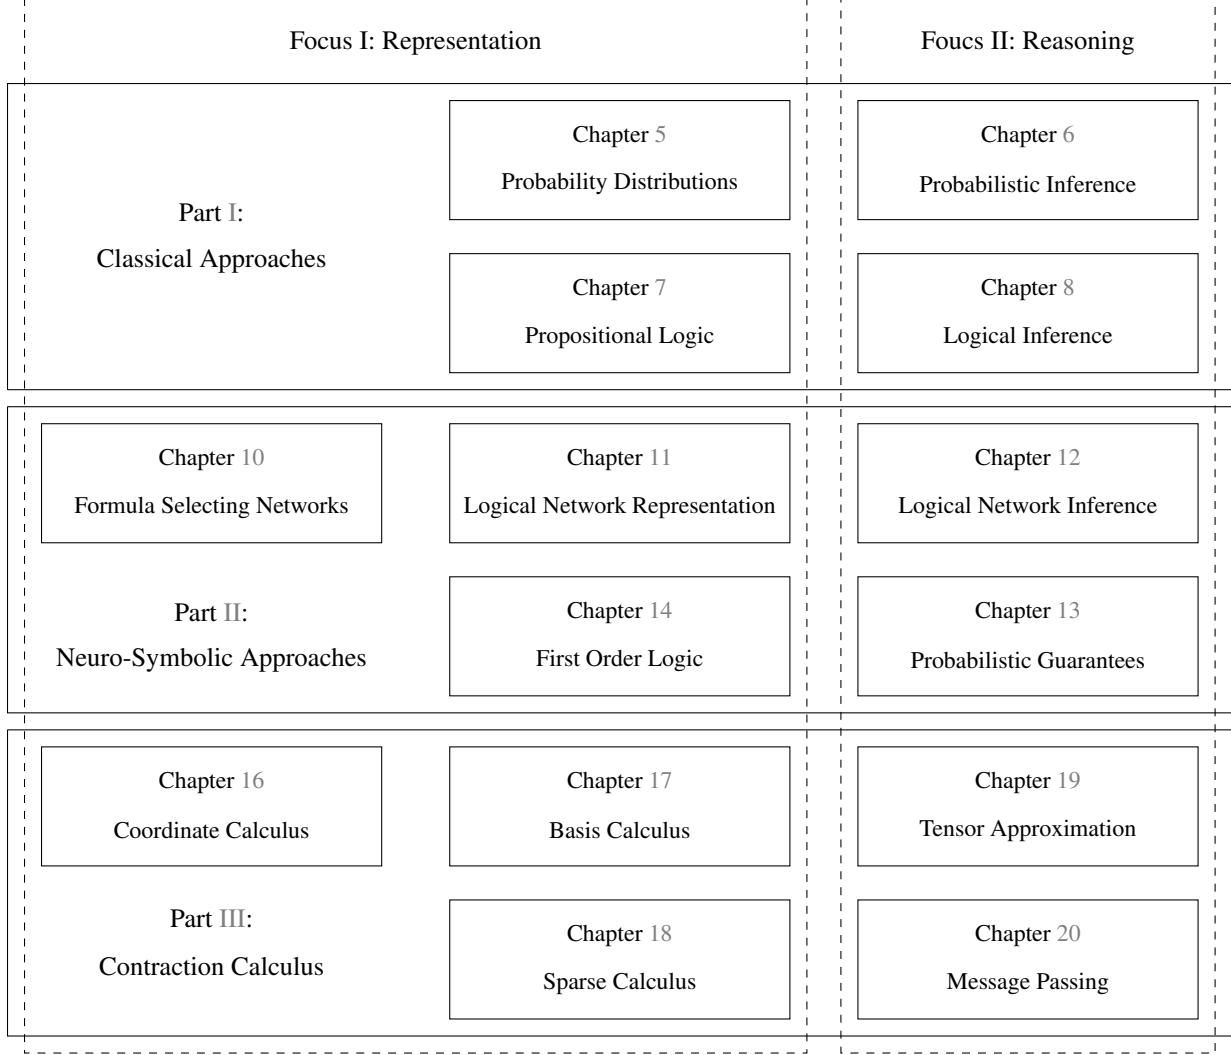 Focus I: Representation
Foucs II: Reasoning
Part I:
Classical Approaches
Chapter 5
Probability Distributions
Chapter 6
Probabilistic Inference
Chapter 7
Propositional Logic
Chapter 8
Logical Inference
Chapter 10
Formula Selecting Networks
Chapter 11
Logical Network Representation
Chapter 12
Logical Network Inference
Part II:
Neuro-Symbolic Approaches
Chapter 14
First Order Logic
Chapter 13
Probabilistic Guarantees
Chapter 16
Coordinate Calculus
Chapter 17
Basis Calculus
Chapter 19
Tensor Approximation
Part III:
Contraction Calculus
Chapter 18
Sparse Calculus
Chapter 20
Message Passing